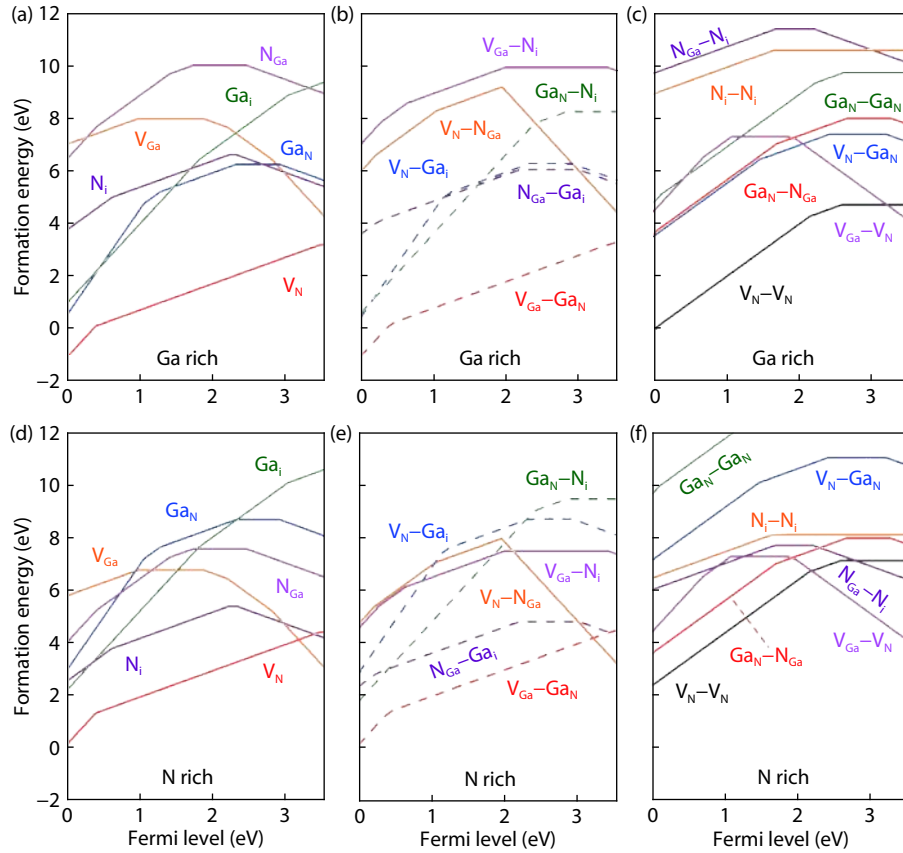 (a)
12
10
8
6
4
2
0
−2
Formation energy (eV)
N_Ga
Ga_i
V_Ga
Ga_N
N_i
V_N
Ga rich
0 1 2 3
(b)
V_Ga−N_i
Ga_N−N_i
V_N−N_Ga
V_N−Ga_i
N_Ga−Ga_i
V_Ga−Ga_N
Ga rich
0 1 2 3
(c)
N_Ga−N_i
N_i−N_i
Ga_N−Ga_N
V_N−Ga_N
Ga_N−N_Ga
V_Ga−V_N
V_N−V_N
Ga rich
0 1 2 3
(d)
12
10
8
6
4
2
0
−2
Formation energy (eV)
Ga_i
Ga_N
V_Ga
N_Ga
N_i
V_N
N rich
0 1 2 3
Fermi level (eV)
(e)
Ga_N−N_i
V_N−Ga_i
V_Ga−N_i
V_N−N_Ga
N_Ga−Ga_i
V_Ga−Ga_N
N rich
0 1 2 3
Fermi level (eV)
(f)
Ga_N−Ga_N
V_N−Ga_N
N_i−N_i
N_Ga−N_i
V_Ga−V_N
Ga_N−N_Ga
V_N−V_N
N rich
0 1 2 3
Fermi level (eV)